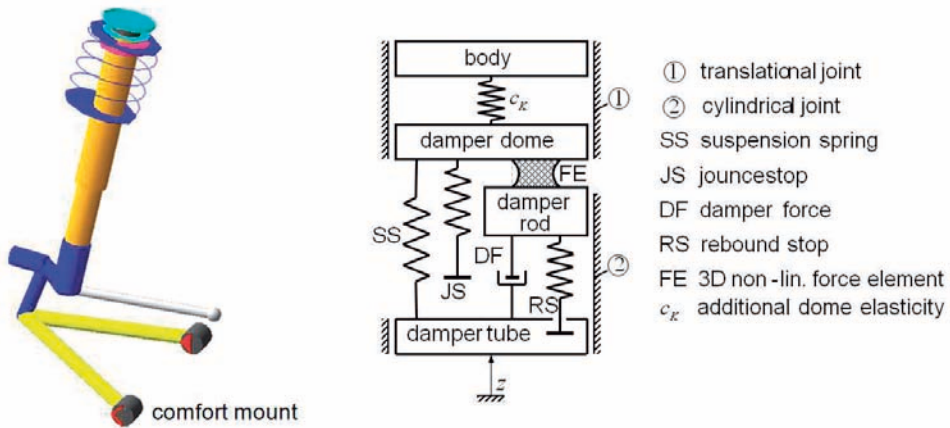 comfort mount
body
c_K
①
damper dome
FE
damper rod
SS
DF
②
JS
RS
damper tube
z
① translational joint
② cylindrical joint
SS suspension spring
JS jouncestop
DF damper force
RS rebound stop
FE 3D non-lin. force element
c_K additional dome elasticity